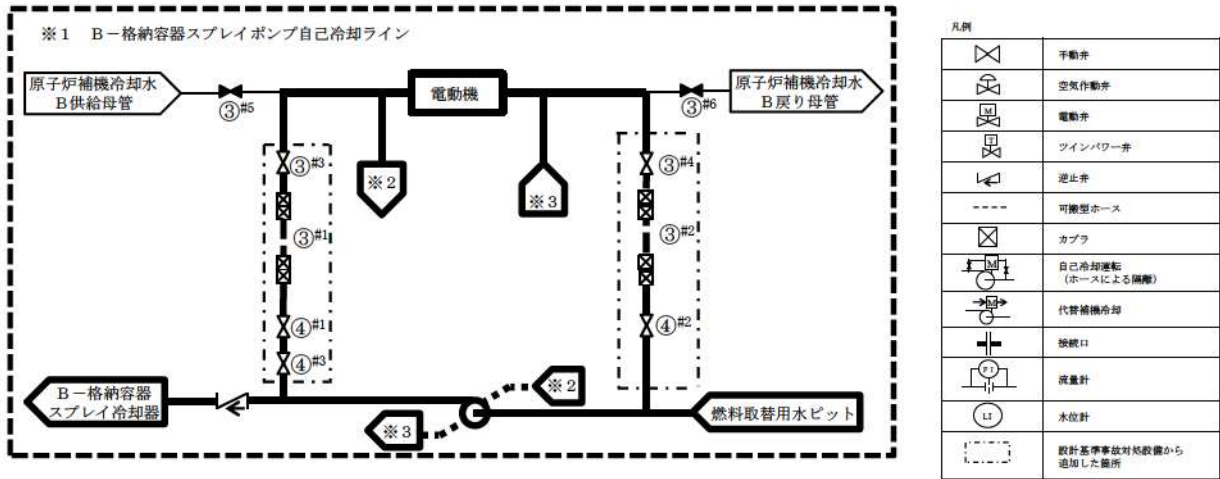 ※1 B－格納容器スプレイポンプ自己冷却ライン
原子炉補機冷却水
B供給母管
③#5
電動機
③#6
原子炉補機冷却水
B戻り母管
③#3
※2
※3
③#4
③#1
③#2
④#1
④#2
④#3
B－格納容器
スプレイ冷却器
※2
※3
燃料取替用水ピット
凡例
手動弁
空気作動弁
M
電動弁
T
ツインパワー弁
逆止弁
可搬型ホース
カプラ
M
自己冷却運転
(ホースによる隔離)
M
代替補機冷却
接続口
FI
流量計
LI
水位計
設計基準事故対処設備から
追加した箇所